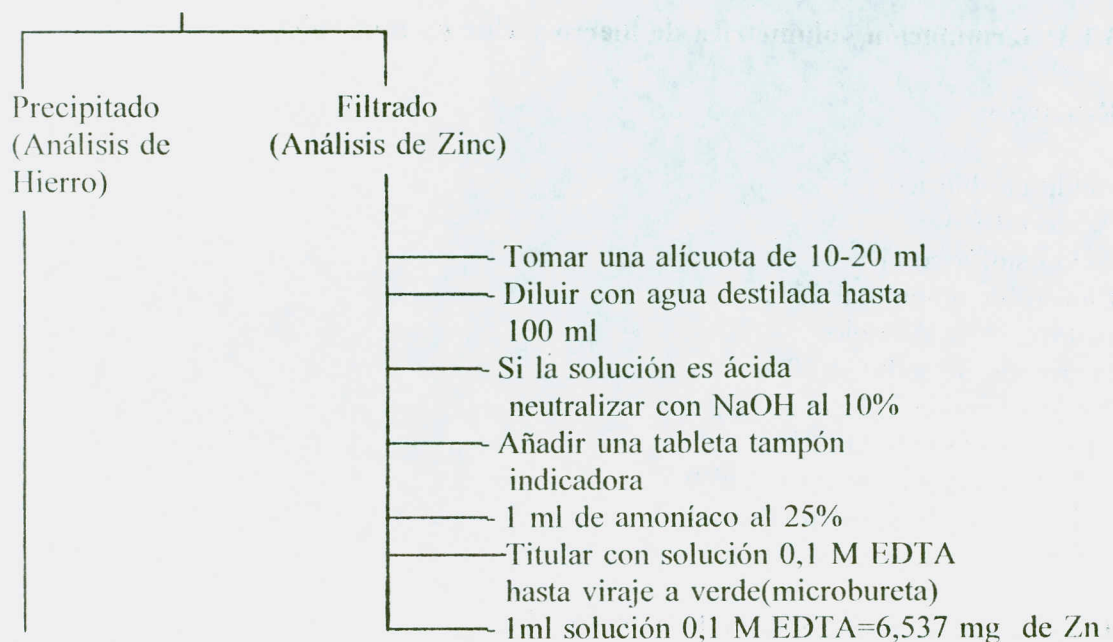 Precipitado
(Análisis de
Hierro)
Filtrado
(Análisis de Zinc)
Tomar una alícuota de 10-20 ml
Diluir con agua destilada hasta
100 ml
Si la solución es ácida
neutralizar con NaOH al 10%
Añadir una tableta tampón
indicadora
1 ml de amoníaco al 25%
Titular con solución 0,1 M EDTA
hasta viraje a verde(microbureta)
1ml solución 0,1 M EDTA=6,537 mg de Zn